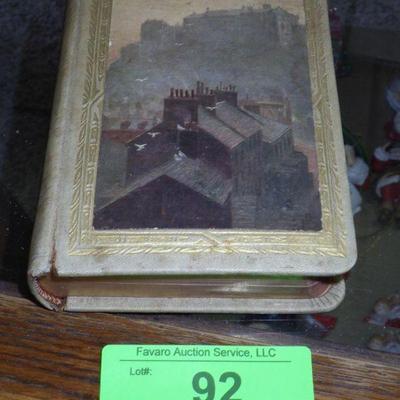 Favaro Auction Service, LLC
Lot#:
92